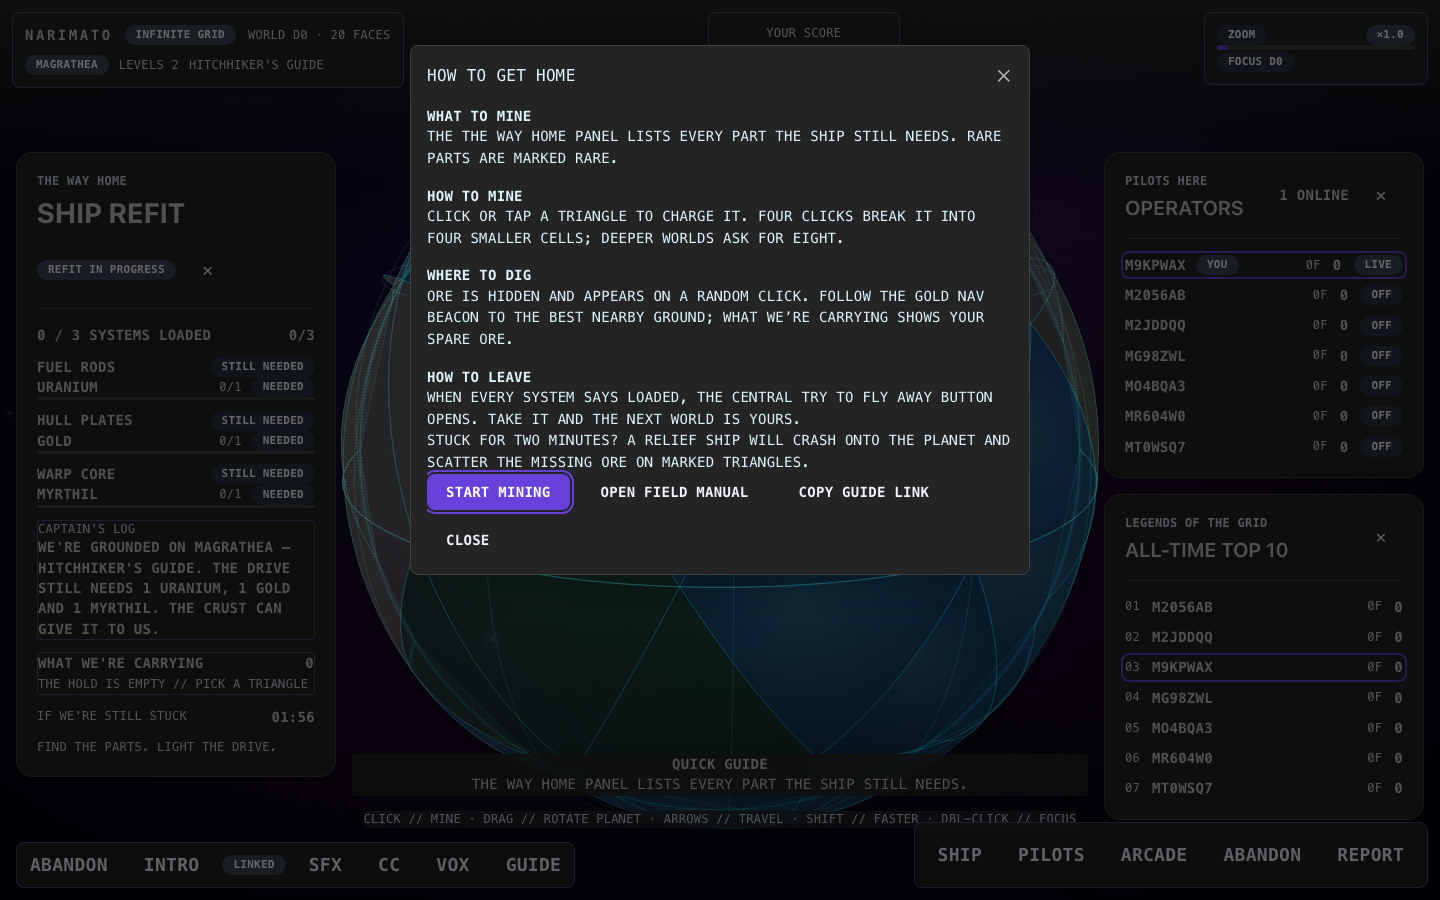 NARIMATO INFINITE GRID WORLD D0 · 20 FACES
MAGRATHEA LEVELS 2 HITCHHIKER'S GUIDE
YOUR SCORE
ZOOM ×1.0
FOCUS D0
HOW TO GET HOME
WHAT TO MINE
THE THE WAY HOME PANEL LISTS EVERY PART THE SHIP STILL NEEDS. RARE
PARTS ARE MARKED RARE.
HOW TO MINE
CLICK OR TAP A TRIANGLE TO CHARGE IT. FOUR CLICKS BREAK IT INTO
FOUR SMALLER CELLS; DEEPER WORLDS ASK FOR EIGHT.
WHERE TO DIG
ORE IS HIDDEN AND APPEARS ON A RANDOM CLICK. FOLLOW THE GOLD NAV
BEACON TO THE BEST NEARBY GROUND; WHAT WE’RE CARRYING SHOWS YOUR
SPARE ORE.
HOW TO LEAVE
WHEN EVERY SYSTEM SAYS LOADED, THE CENTRAL TRY TO FLY AWAY BUTTON
OPENS. TAKE IT AND THE NEXT WORLD IS YOURS.
STUCK FOR TWO MINUTES? A RELIEF SHIP WILL CRASH ONTO THE PLANET AND
SCATTER THE MISSING ORE ON MARKED TRIANGLES.
START MINING OPEN FIELD MANUAL COPY GUIDE LINK
CLOSE
THE WAY HOME
SHIP REFIT
REFIT IN PROGRESS
0 / 3 SYSTEMS LOADED 0/3
FUEL RODS STILL NEEDED
URANIUM 0/1 NEEDED
HULL PLATES STILL NEEDED
GOLD 0/1 NEEDED
WARP CORE STILL NEEDED
MYRTHIL 0/1 NEEDED
CAPTAIN'S LOG
WE'RE GROUNDED ON MAGRATHEA —
HITCHHIKER'S GUIDE. THE DRIVE
STILL NEEDS 1 URANIUM, 1 GOLD
AND 1 MYRTHIL. THE CRUST CAN
GIVE IT TO US.
WHAT WE'RE CARRYING 0
THE HOLD IS EMPTY // PICK A TRIANGLE
IF WE'RE STILL STUCK 01:56
FIND THE PARTS. LIGHT THE DRIVE.
PILOTS HERE
OPERATORS 1 ONLINE
M9KPWAX YOU 0F 0 LIVE
M2056AB 0F 0 OFF
M2JDDQQ 0F 0 OFF
MG98ZWL 0F 0 OFF
MO4BQA3 0F 0 OFF
MR604W0 0F 0 OFF
MT0WSQ7 0F 0 OFF
LEGENDS OF THE GRID
ALL-TIME TOP 10
01 M2056AB 0F 0
02 M2JDDQQ 0F 0
03 M9KPWAX 0F 0
04 MG98ZWL 0F 0
05 MO4BQA3 0F 0
06 MR604W0 0F 0
07 MT0WSQ7 0F 0
QUICK GUIDE
THE WAY HOME PANEL LISTS EVERY PART THE SHIP STILL NEEDS.
CLICK // MINE · DRAG // ROTATE PLANET · ARROWS // TRAVEL · SHIFT // FASTER · DBL-CLICK // FOCUS
ABANDON INTRO LINKED SFX CC VOX GUIDE
SHIP PILOTS ARCADE ABANDON REPORT